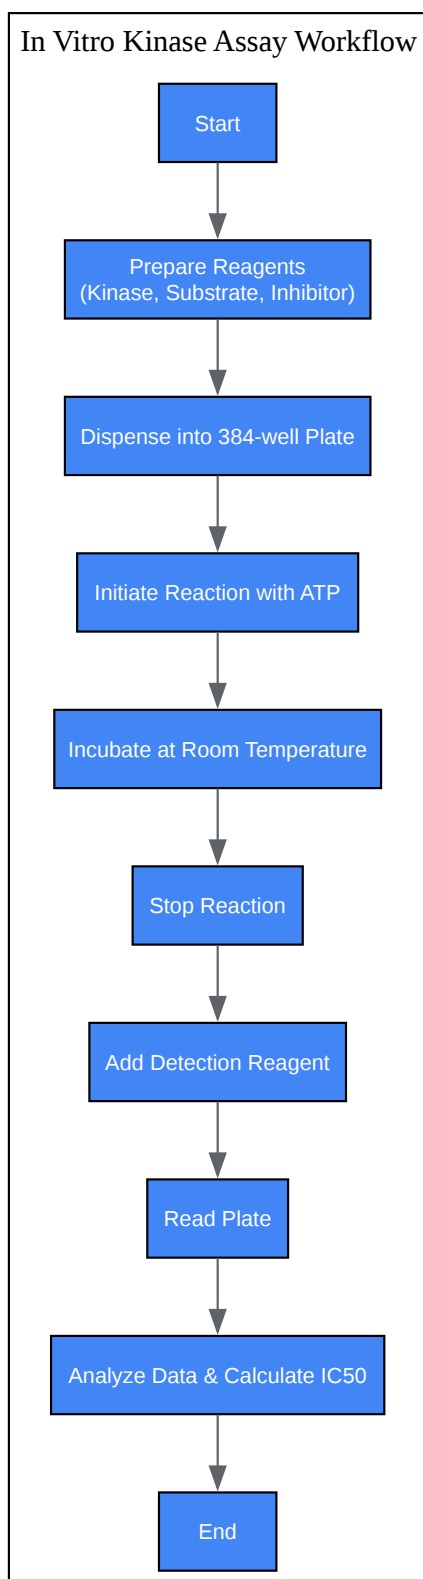 In Vitro Kinase Assay Workflow
Start
Prepare Reagents
(Kinase, Substrate, Inhibitor)
Dispense into 384-well Plate
Initiate Reaction with ATP
Incubate at Room Temperature
Stop Reaction
Add Detection Reagent
Read Plate
Analyze Data & Calculate IC50
End